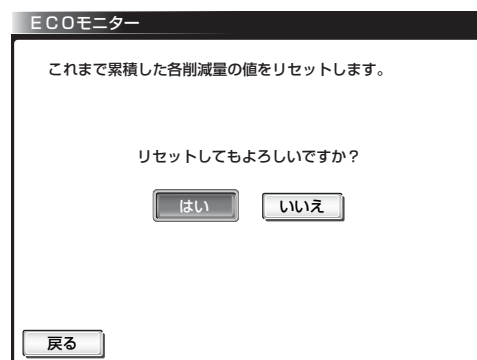 ECOモニター
これまで累積した各削減量の値をリセットします。
リセットしてもよろしいですか？
はい
いいえ
戻る